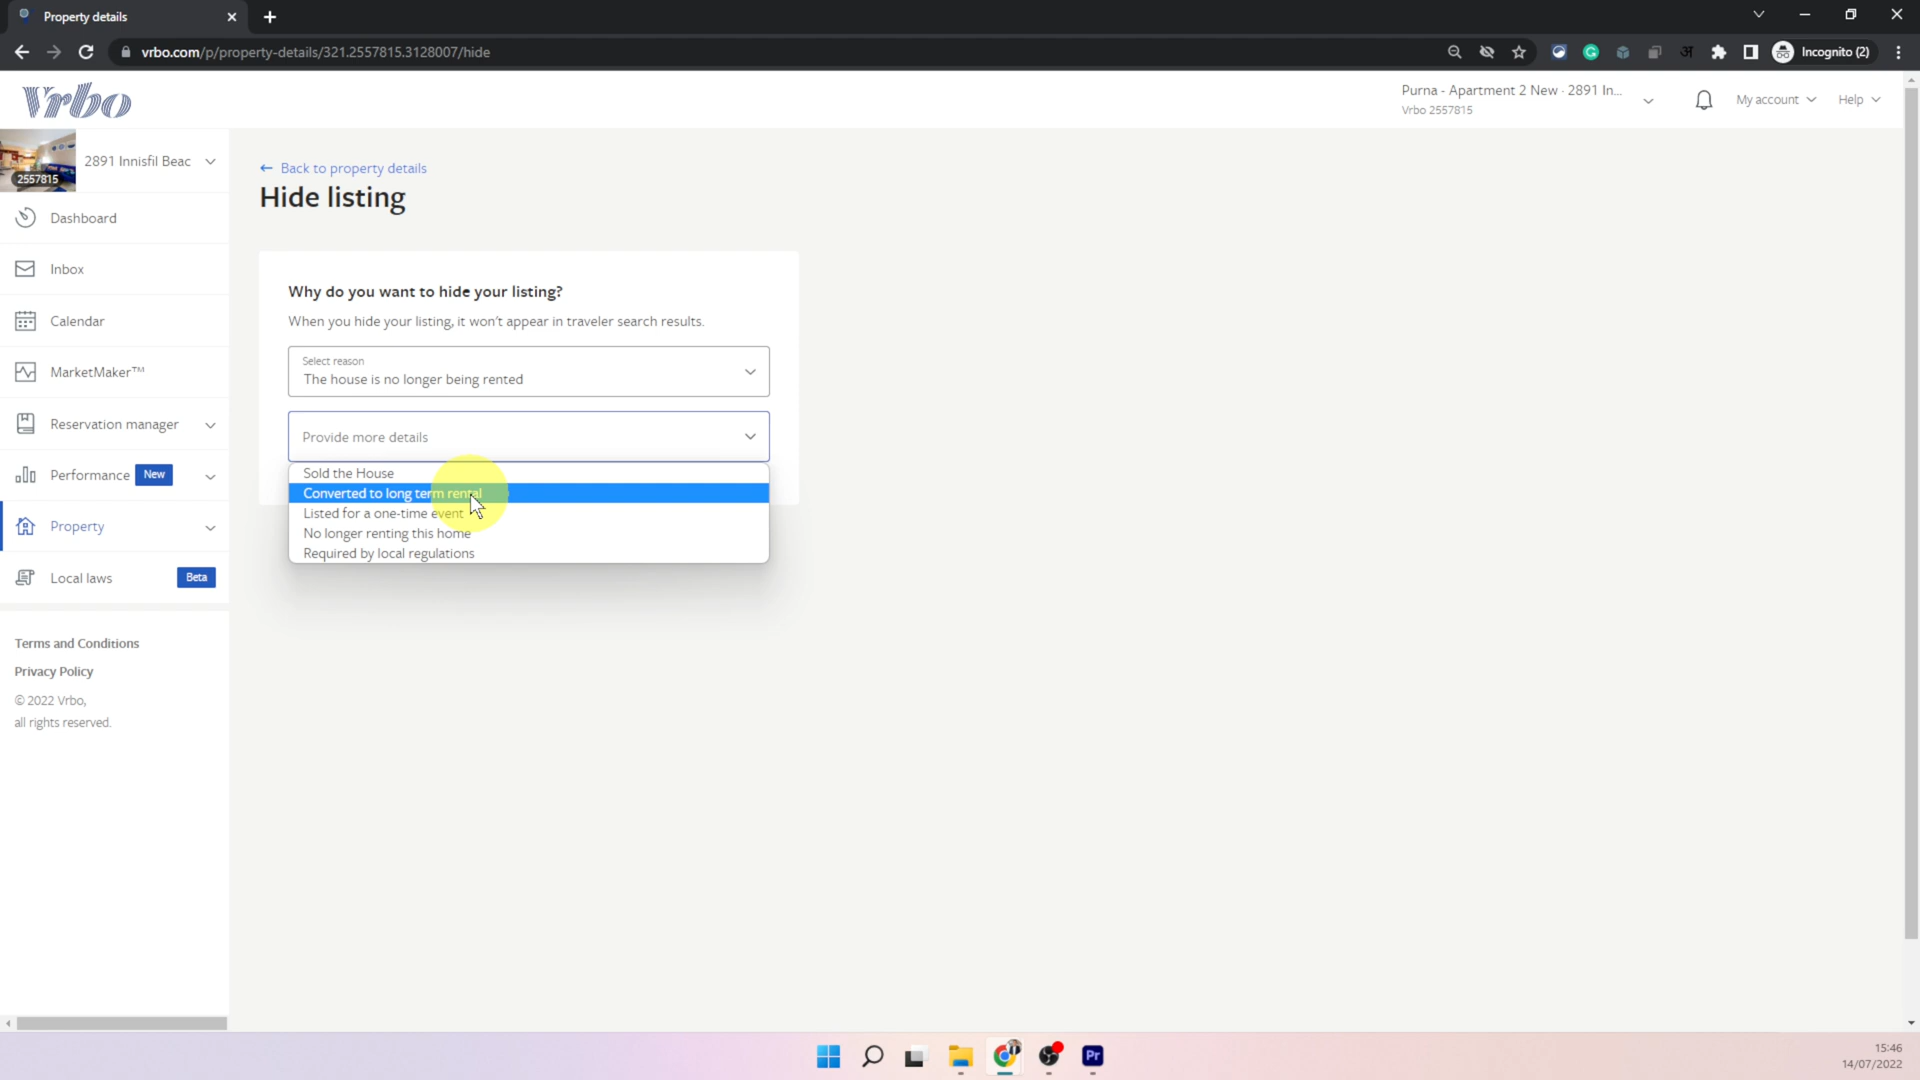 Property details
vrbo.com/p/property-details/321.2557815.3128007/hide
Incognito (2)
Vrbo
Purna - Apartment 2 New · 2891 In...
Vrbo 2557815
My account
Help
2557815
2891 Innisfil Beac
Dashboard
Inbox
Calendar
MarketMaker™
Reservation manager
Performance New
Property
Local laws Beta
Terms and Conditions
Privacy Policy
© 2022 Vrbo,
all rights reserved.
← Back to property details
Hide listing
Why do you want to hide your listing?
When you hide your listing, it won't appear in traveler search results.
Select reason
The house is no longer being rented
Provide more details
Sold the House
Converted to long term rental
Listed for a one-time event
No longer renting this home
Required by local regulations
Pr
15:46
14/07/2022